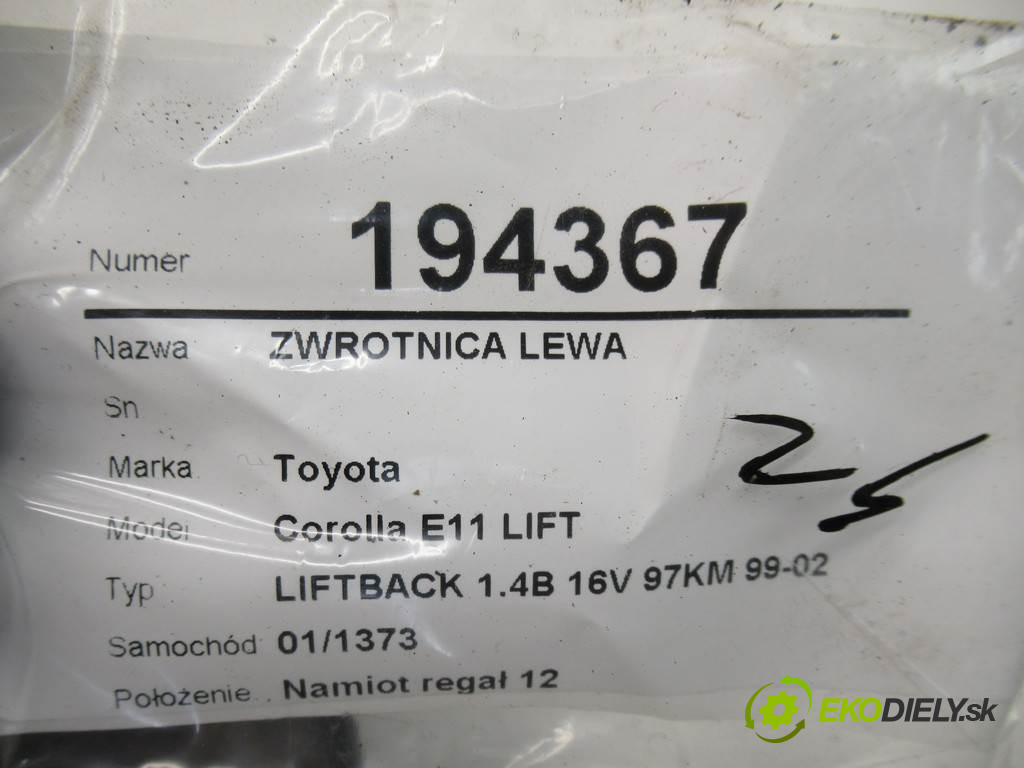 Numer 194367
Nazwa ZWROTNICA LEWA
Sn
Marka Toyota
Model Corolla E11 LIFT
Typ LIFTBACK 1.4B 16V 97KM 99-02
Samochód 01/1373
Położenie Namiot regał 12
25
EKODIELY.sk